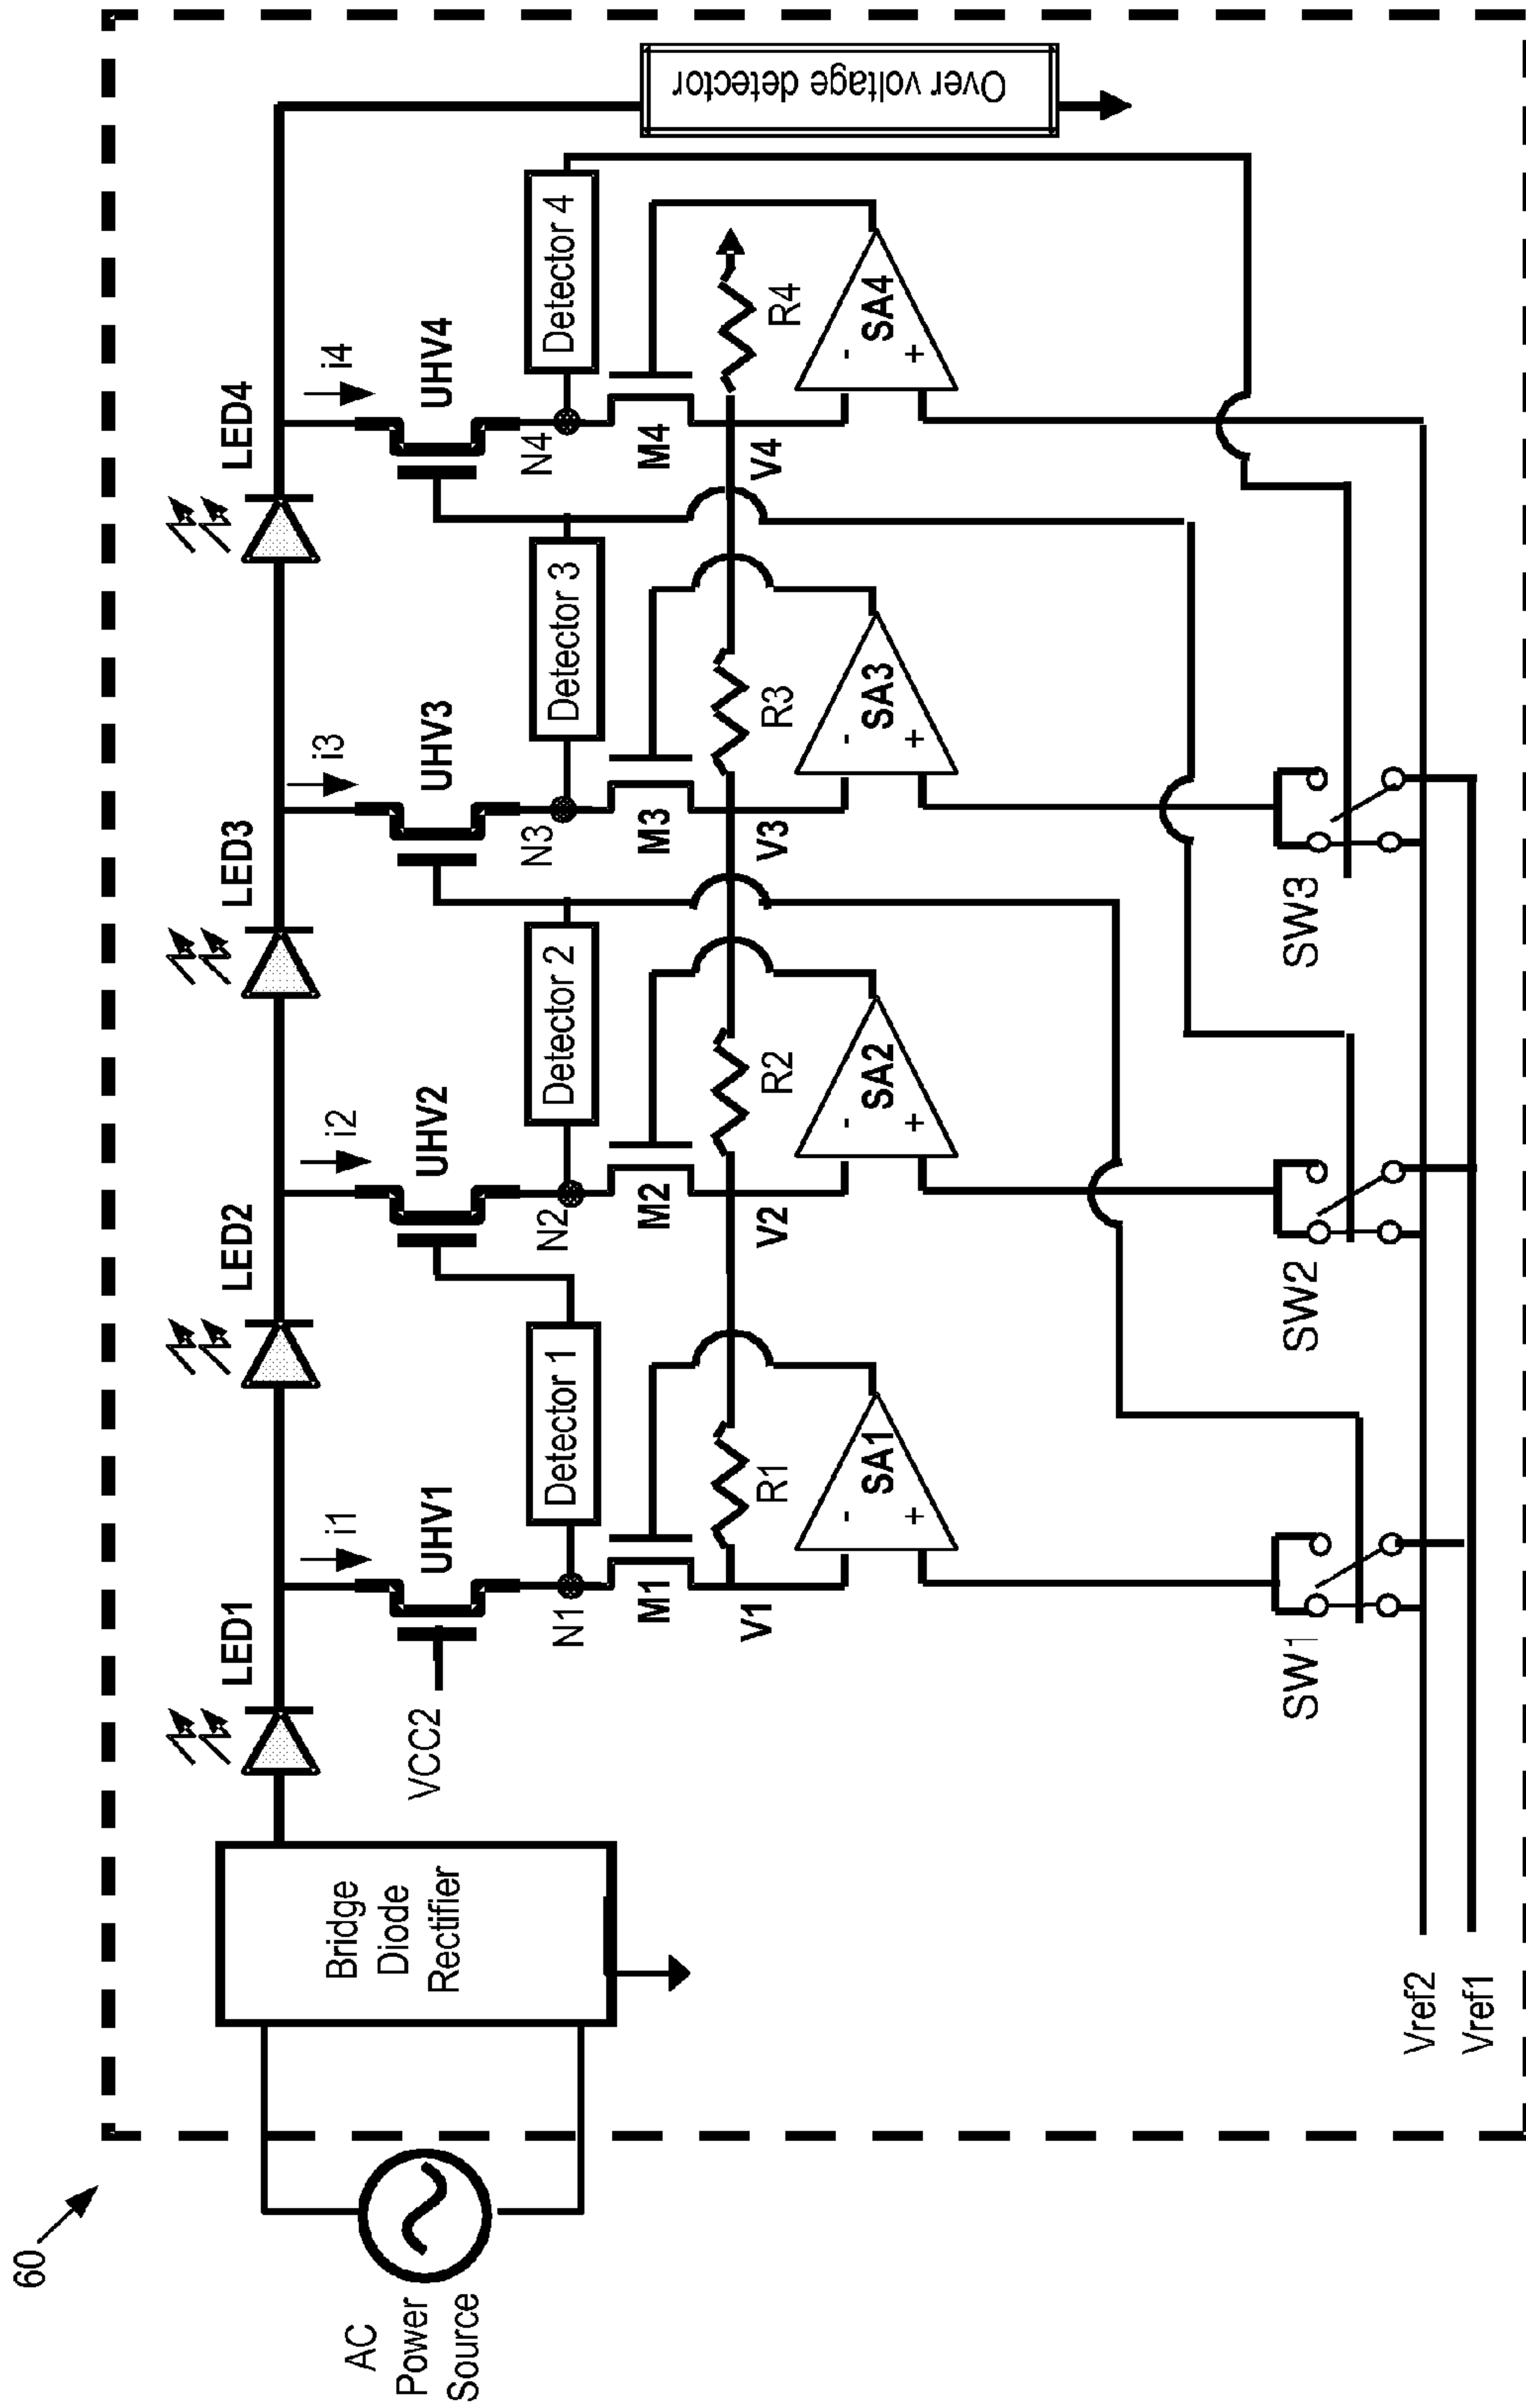 60
AC
Power
Source
Bridge
Diode
Rectifier
LED1
LED2
LED3
LED4
i1
i2
i3
i4
VCC2
UHV1
UHV2
UHV3
UHV4
N1
N2
N3
N4
Detector 1
Detector 2
Detector 3
Detector 4
Over voltage detector
M1
M2
M3
M4
V1
V2
V3
V4
R1
R2
R3
R4
- + SA1
- + SA2
- + SA3
- + SA4
SW1
SW2
SW3
Vref2
Vref1